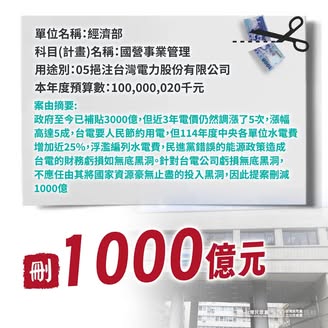 單位名稱:經濟部
科目(計畫)名稱:國營事業管理
用途別:05挹注台灣電力股份有限公司
本年度預算數:100,000,020千元
案由摘要:
政府至今已補貼3000億,但近3年電價仍然調漲了5次,漲幅
高達5成,台電要人民節約用電,但114年度中央各單位水電費
增加近25%,浮濫編列水電費,民進黨錯誤的能源政策造成
台電的財務虧損如無底黑洞。針對台電公司虧損無底黑洞,
不應任由其將國家資源豪無止盡的投入黑洞,因此提案刪減
1000億
1000億元